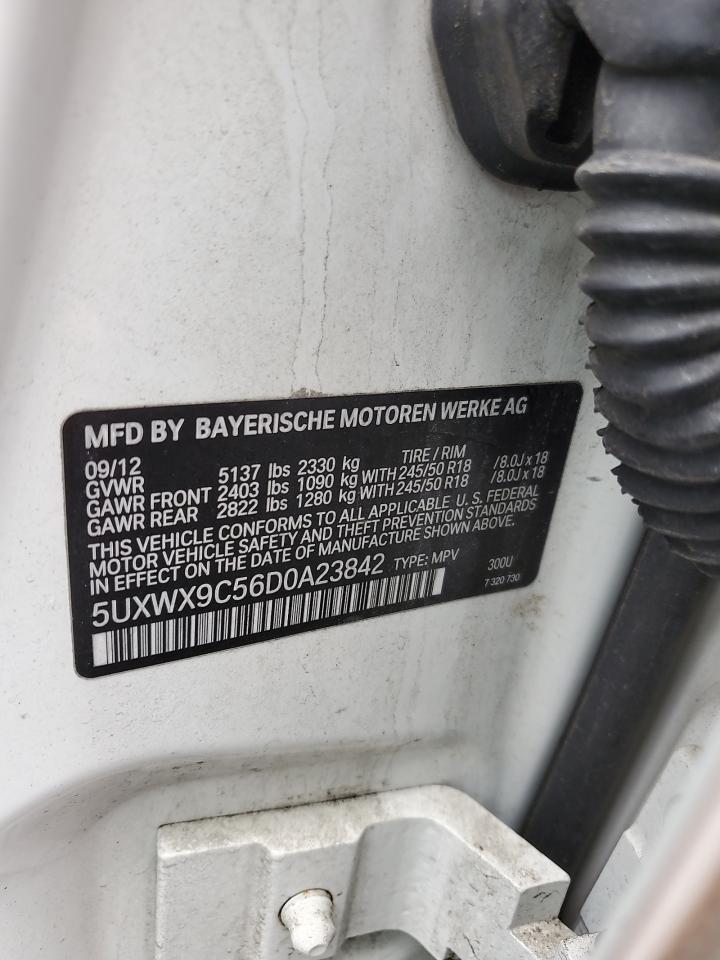 MFD BY BAYERISCHE MOTOREN WERKE AG
09/12 TIRE / RIM
GVWR 5137 lbs 2330 kg
GAWR FRONT 2403 lbs 1090 kg WITH 245/50 R18 /8.0J x 18
GAWR REAR 2822 lbs 1280 kg WITH 245/50 R18 /8.0J x 18
THIS VEHICLE CONFORMS TO ALL APPLICABLE U. S. FEDERAL
MOTOR VEHICLE SAFETY AND THEFT PREVENTION STANDARDS
IN EFFECT ON THE DATE OF MANUFACTURE SHOWN ABOVE.
5UXWX9C56D0A23842 TYPE: MPV 300U
7 320 730